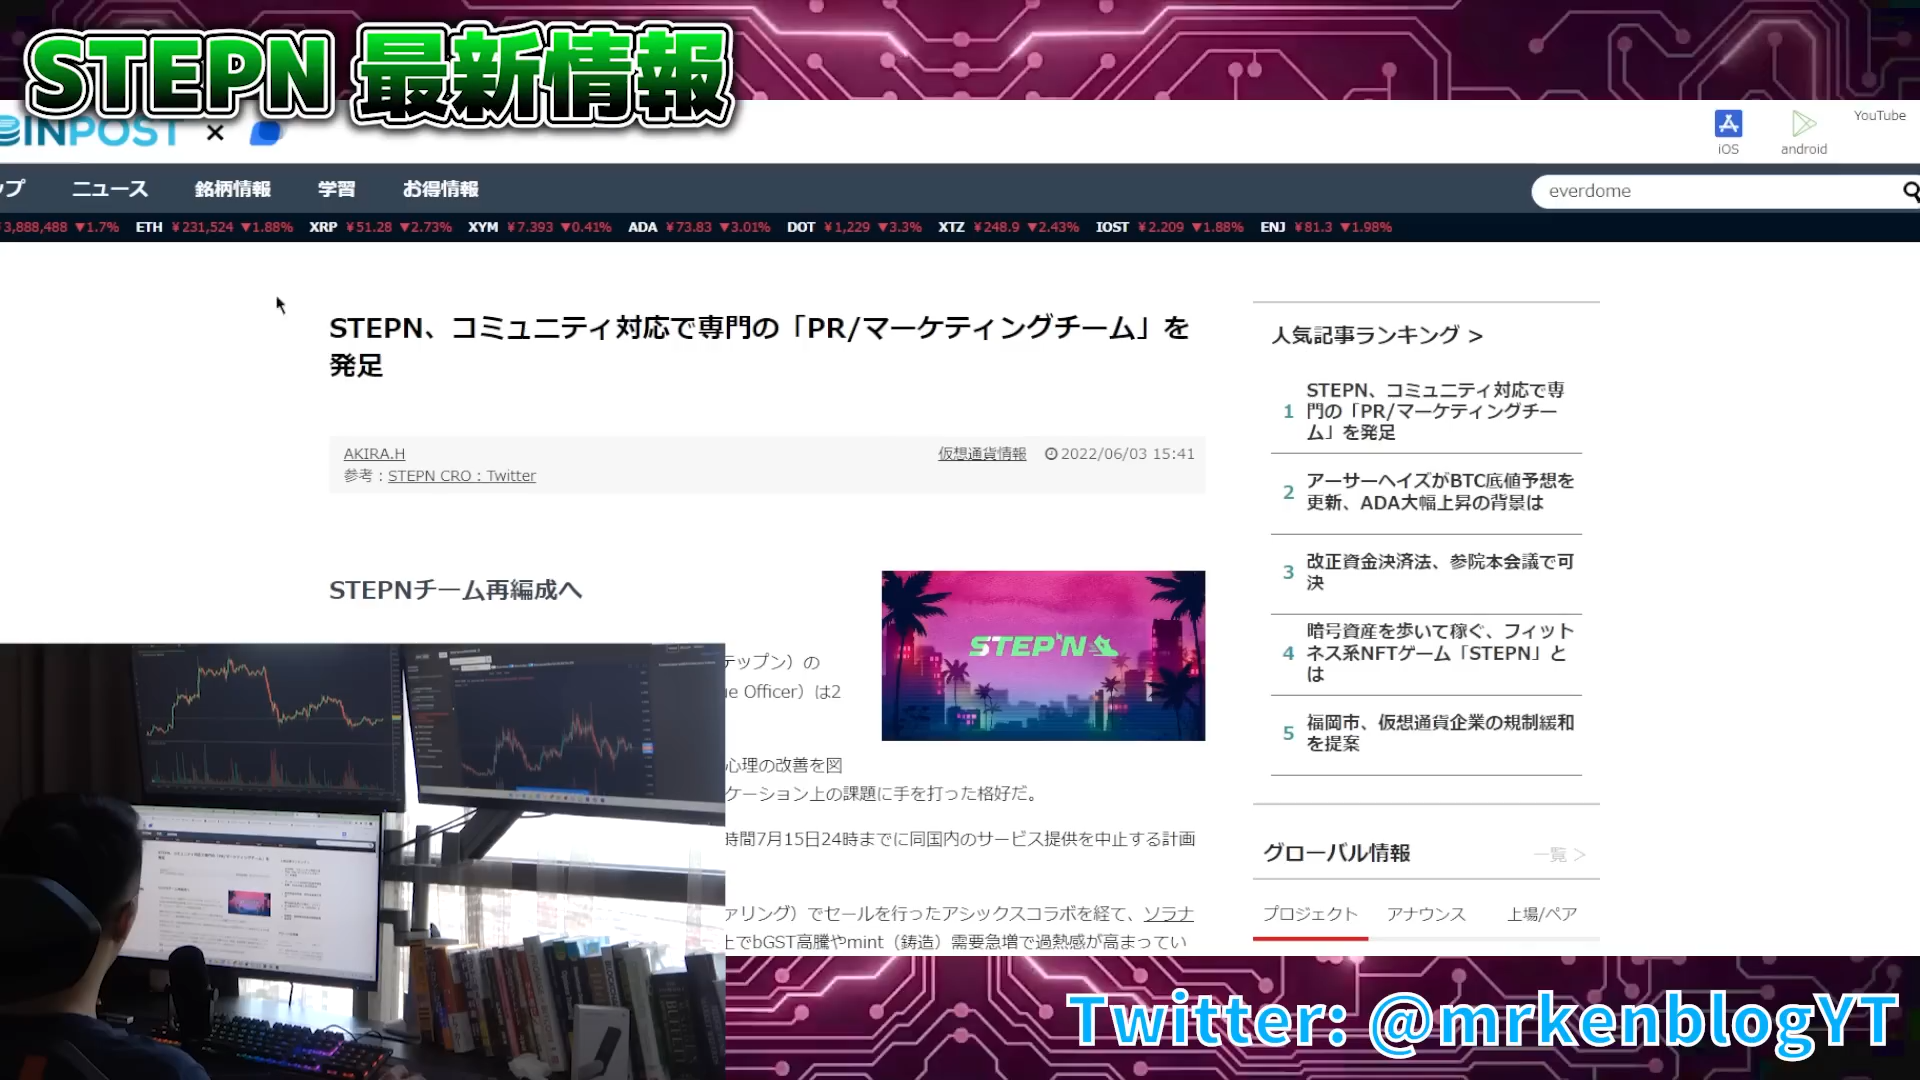 STEPN 最新情報
COINPOST ×
iOS
android
YouTube
ップ ニュース 銘柄情報 学習 お得情報
everdome
3,888,488 ▼1.7% ETH ¥231,524 ▼1.88% XRP ¥51.28 ▼2.73% XYM ¥7.393 ▼0.41% ADA ¥73.83 ▼3.01% DOT ¥1,229 ▼3.3% XTZ ¥248.9 ▼2.43% IOST ¥2.209 ▼1.88% ENJ ¥81.3 ▼1.98%
STEPN、コミュニティ対応で専門の「PR/マーケティングチーム」を
発足
AKIRA.H
仮想通貨情報 2022/06/03 15:41
参考：STEPN CRO：Twitter
STEPNチーム再編成へ
STEP'N
テップン）の
ue Officer）は2
心理の改善を図
ケーション上の課題に手を打った格好だ。
時間7月15日24時までに同国内のサービス提供を中止する計画
ァリング）でセールを行ったアシックスコラボを経て、ソラナ
上でbGST高騰やmint（鋳造）需要急増で過熱感が高まってい
人気記事ランキング >
1 STEPN、コミュニティ対応で専
門の「PR/マーケティングチー
ム」を発足
2 アーサーヘイズがBTC底値予想を
更新、ADA大幅上昇の背景は
3 改正資金決済法、参院本会議で可
決
4 暗号資産を歩いて稼ぐ、フィット
ネス系NFTゲーム「STEPN」と
は
5 福岡市、仮想通貨企業の規制緩和
を提案
グローバル情報
一覧 >
プロジェクト アナウンス 上場/ペア
Twitter: @mrkenblogYT